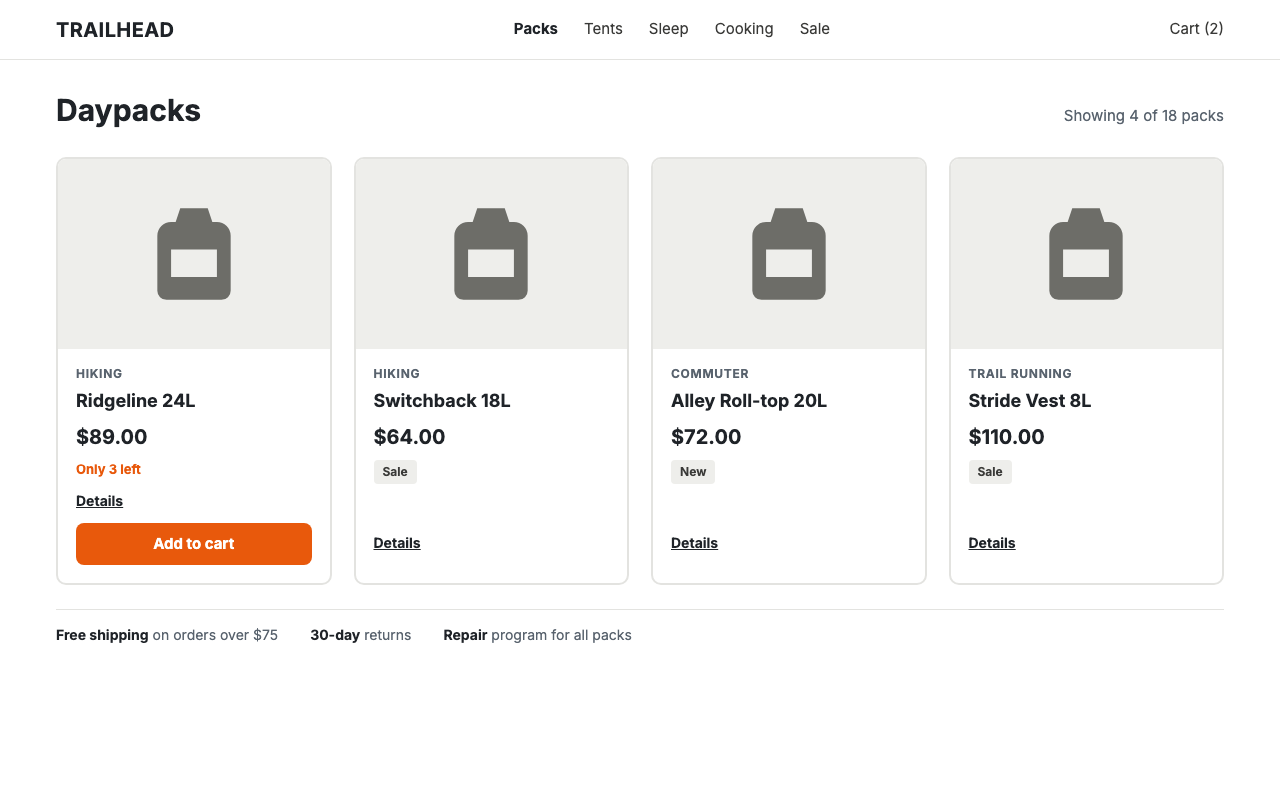 TRAILHEAD
Packs Tents Sleep Cooking Sale
Cart (2)
Daypacks
Showing 4 of 18 packs
HIKING
Ridgeline 24L
$89.00
Only 3 left
Details
Add to cart
HIKING
Switchback 18L
$64.00
Sale
Details
COMMUTER
Alley Roll-top 20L
$72.00
New
Details
TRAIL RUNNING
Stride Vest 8L
$110.00
Sale
Details
Free shipping on orders over $75 30-day returns Repair program for all packs